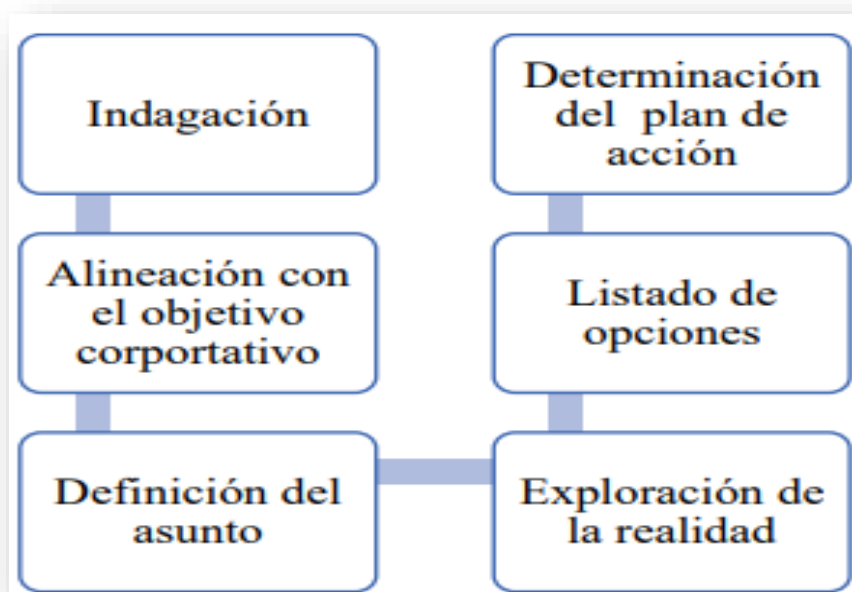 Indagación
Alineación con
el objetivo
corportativo
Definición del
asunto
Exploración de
la realidad
Listado de
opciones
Determinación
del plan de
acción